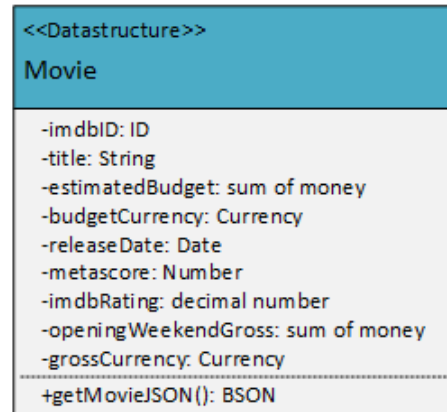 <<Datastructure>>
Movie
-imdbID: ID
-title: String
-estimatedBudget: sum of money
-budgetCurrency: Currency
-releaseDate: Date
-metascore: Number
-imdbRating: decimal number
-openingWeekendGross: sum of money
-grossCurrency: Currency
+getMovieJSON(): BSON